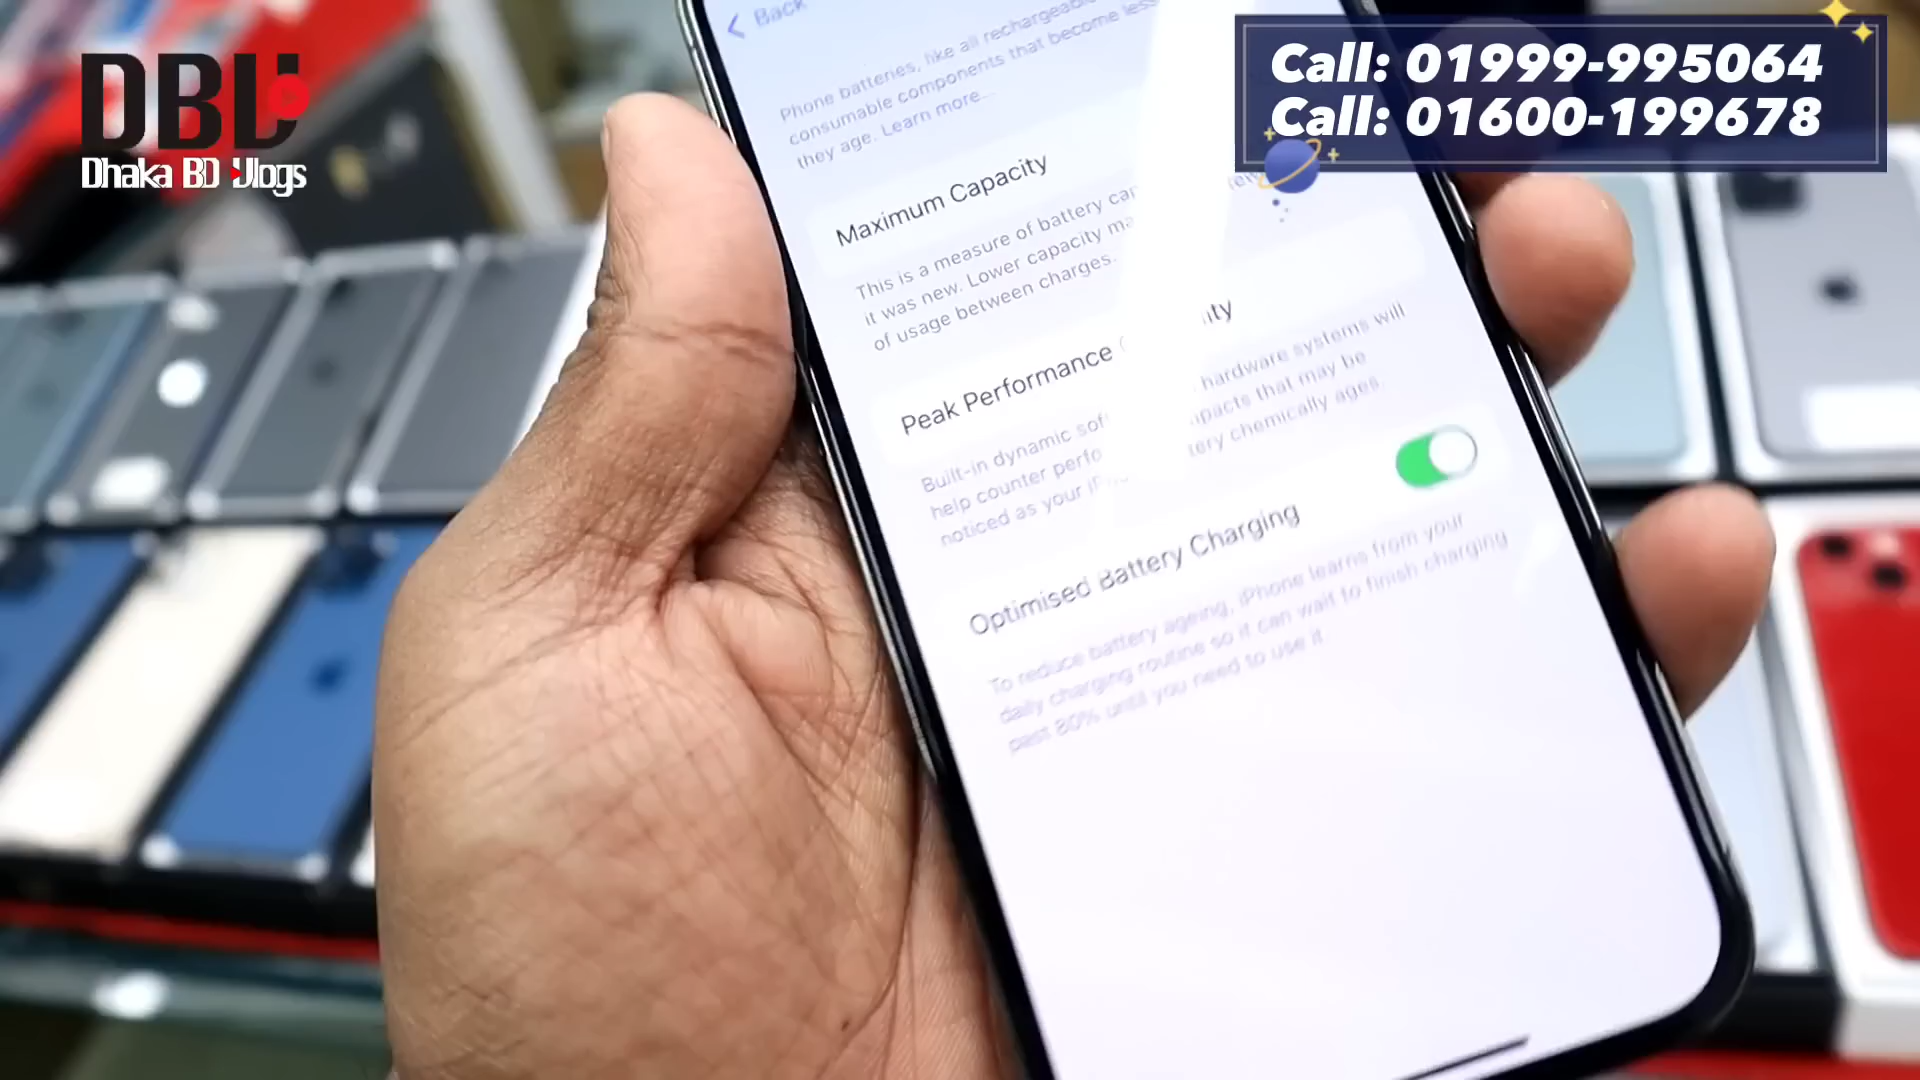 DBV
Dhaka BD Vlogs
Call: 01999-995064
Call: 01600-199678
Back
Phone batteries, like all rechargeable
consumable components that become less
they age. Learn more...
Maximum Capacity
This is a measure of battery
it was new. Lower capacity
of usage between charges.
Peak Performance
Built-in dynamic hardware systems will
help counter that may be
noticed as your chemically ages.
Optimised Battery Charging
To reduce battery ageing, iPhone learns from your
daily charging routine so it can wait to finish charging
past 80% until you need to use it.